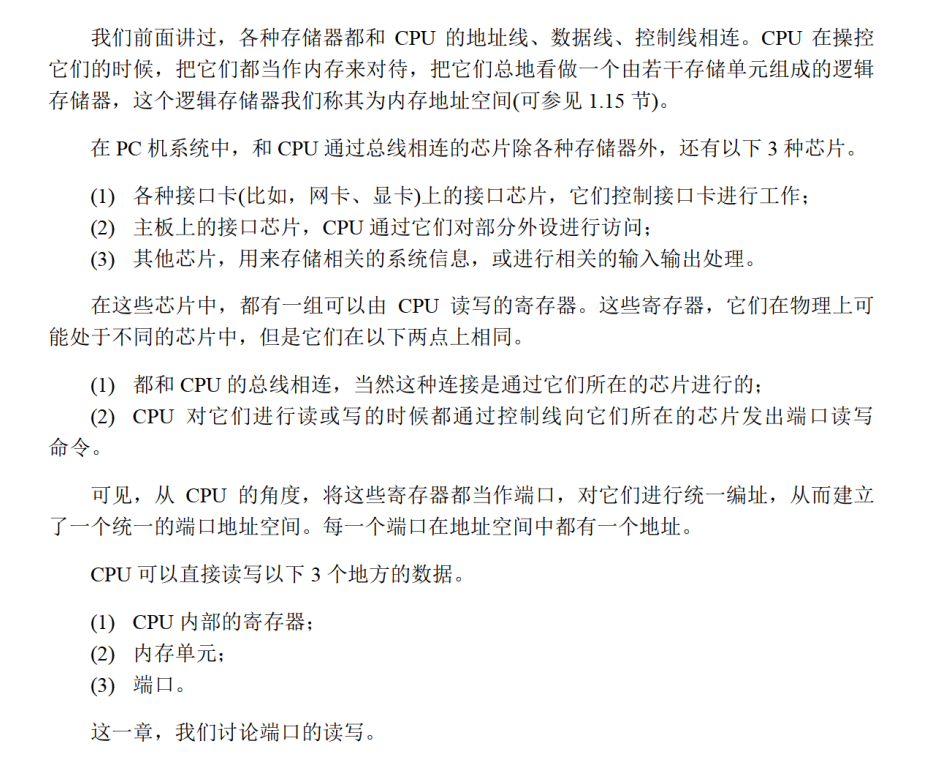 我们前面讲过，各种存储器都和 CPU 的地址线、数据线、控制线相连。CPU 在操控
它们的时候，把它们都当作内存来对待，把它们总地看做一个由若干存储单元组成的逻辑
存储器，这个逻辑存储器我们称其为内存地址空间(可参见 1.15 节)。
在 PC 机系统中，和 CPU 通过总线相连的芯片除各种存储器外，还有以下 3 种芯片。
(1) 各种接口卡(比如，网卡、显卡)上的接口芯片，它们控制接口卡进行工作；
(2) 主板上的接口芯片，CPU 通过它们对部分外设进行访问；
(3) 其他芯片，用来存储相关的系统信息，或进行相关的输入输出处理。
在这些芯片中，都有一组可以由 CPU 读写的寄存器。这些寄存器，它们在物理上可
能处于不同的芯片中，但是它们在以下两点上相同。
(1) 都和 CPU 的总线相连，当然这种连接是通过它们所在的芯片进行的；
(2) CPU 对它们进行读或写的时候都通过控制线向它们所在的芯片发出端口读写
命令。
可见，从 CPU 的角度，将这些寄存器都当作端口，对它们进行统一编址，从而建立
了一个统一的端口地址空间。每一个端口在地址空间中都有一个地址。
CPU 可以直接读写以下 3 个地方的数据。
(1) CPU 内部的寄存器；
(2) 内存单元；
(3) 端口。
这一章，我们讨论端口的读写。